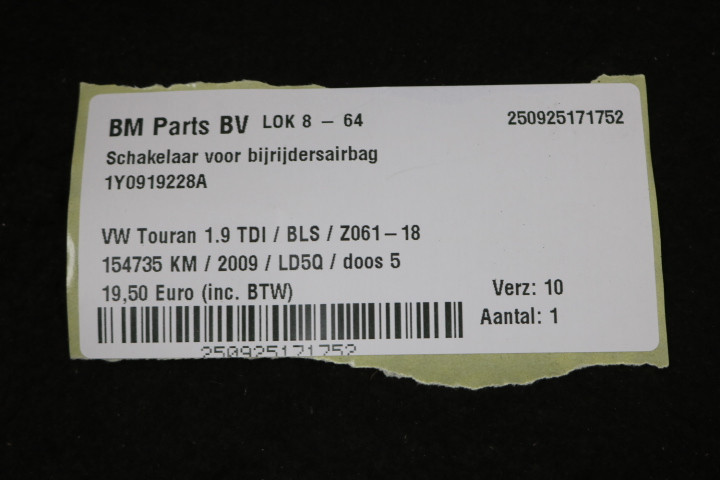 BM Parts BV LOK 8 – 64 250925171752
Schakelaar voor bijrijdersairbag
1Y0919228A
VW Touran 1.9 TDI / BLS / Z061–18
154735 KM / 2009 / LD5Q / doos 5
19,50 Euro (inc. BTW) Verz: 10
Aantal: 1
250925171752